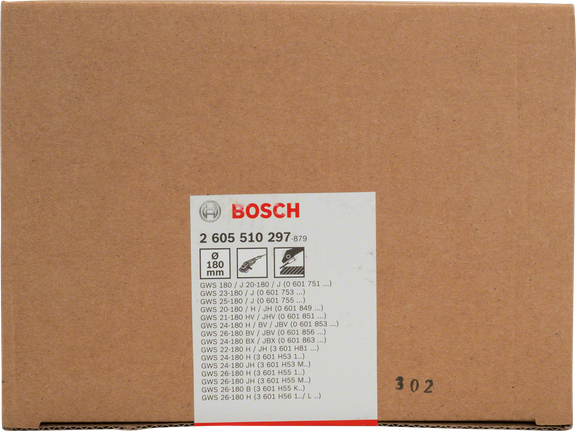 BOSCH
2 605 510 297-879
Ø
180
mm
GWS 180 / J 20-180 / J (0 601 751 ...)
GWS 23-180 / J (0 601 753 ...)
GWS 25-180 / J (0 601 755 ...)
GWS 20-180 / H / JH (0 601 849 ...)
GWS 21-180 HV / JHV (0 601 851 ...)
GWS 24-180 H / BV / JBV (0 601 853 ...)
GWS 26-180 BV / JBV (0 601 856 ...)
GWS 24-180 BX / JBX (0 601 863 ...)
GWS 22-180 H / JH (3 601 H81 ...)
GWS 24-180 H (3 601 H53 1..)
GWS 24-180 JH (3 601 H53 M..)
GWS 26-180 H (3 601 H55 1..)
GWS 26-180 JH (3 601 H55 M..)
GWS 26-180 B (3 601 H55 K..)
GWS 26-180 H (3 601 H56 1../ L ..)
302